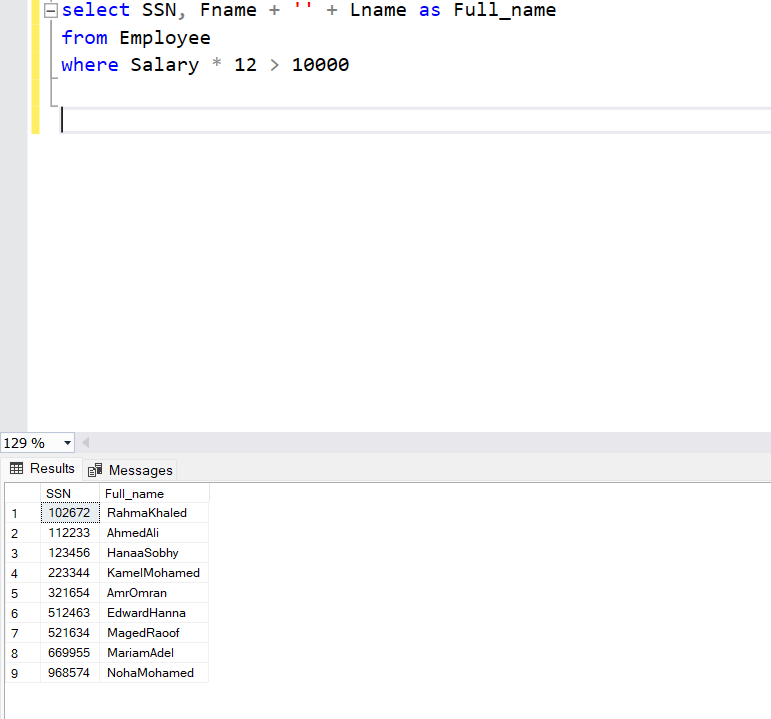 select SSN, Fname + '' + Lname as Full_name
from Employee
where Salary * 12 > 10000
129 %
Results Messages
SSN Full_name
1 102672 RahmaKhaled
2 112233 AhmedAli
3 123456 HanaaSobhy
4 223344 KamelMohamed
5 321654 AmrOmran
6 512463 EdwardHanna
7 521634 MagedRaoof
8 669955 MariamAdel
9 968574 NohaMohamed